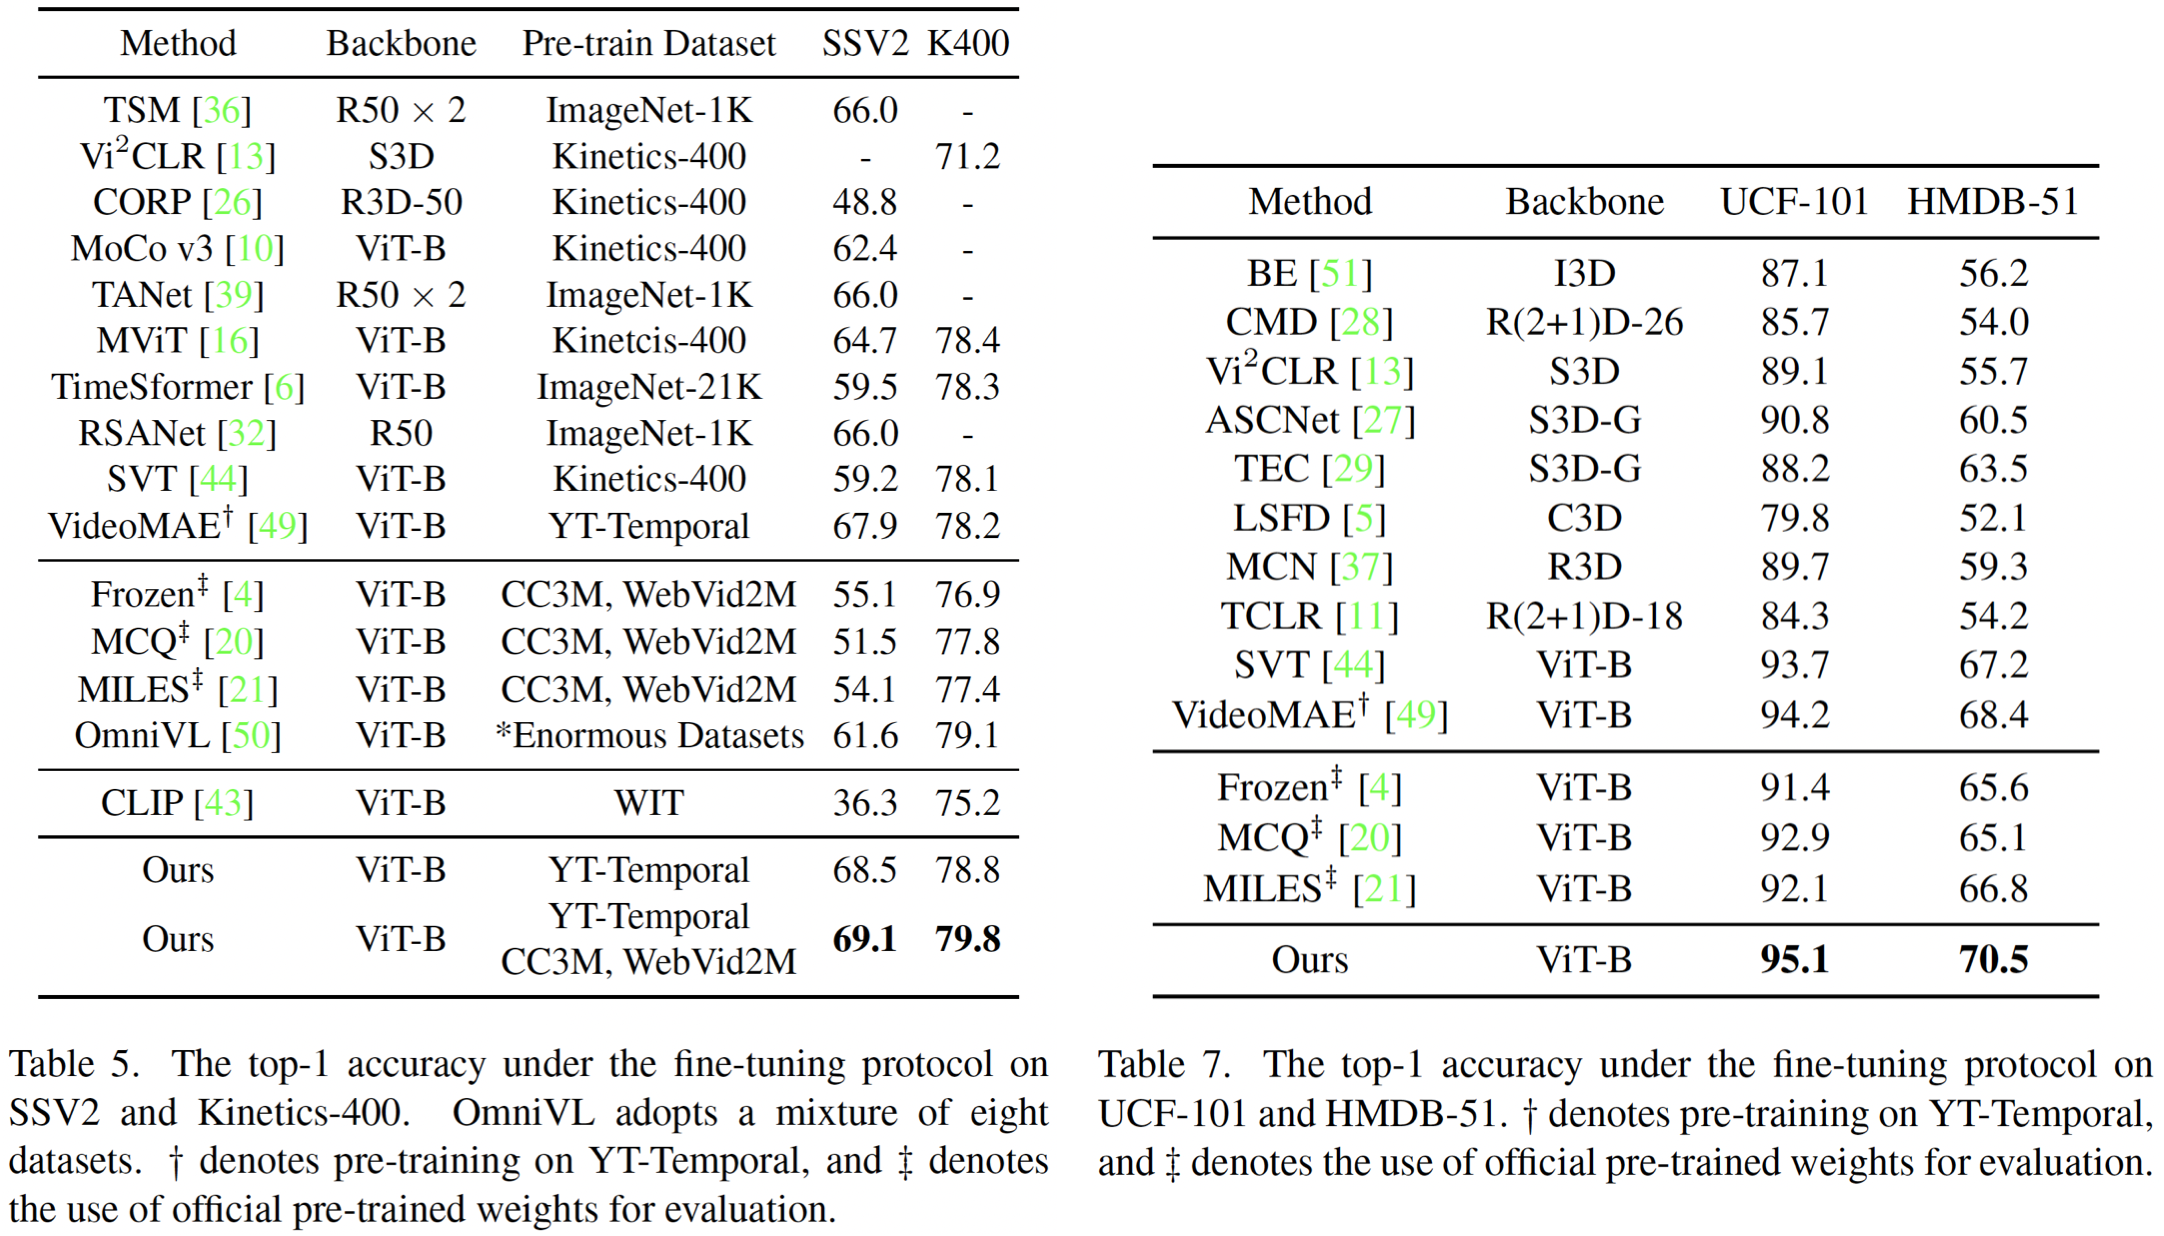 Method Backbone Pre-train Dataset SSV2 K400
TSM [36] R50 × 2 ImageNet-1K 66.0 -
Vi²CLR [13] S3D Kinetics-400 - 71.2
CORP [26] R3D-50 Kinetics-400 48.8 -
MoCo v3 [10] ViT-B Kinetics-400 62.4 -
TANet [39] R50 × 2 ImageNet-1K 66.0 -
MViT [16] ViT-B Kinetcis-400 64.7 78.4
TimeSformer [6] ViT-B ImageNet-21K 59.5 78.3
RSANet [32] R50 ImageNet-1K 66.0 -
SVT [44] ViT-B Kinetics-400 59.2 78.1
VideoMAE† [49] ViT-B YT-Temporal 67.9 78.2
Frozen‡ [4] ViT-B CC3M, WebVid2M 55.1 76.9
MCQ‡ [20] ViT-B CC3M, WebVid2M 51.5 77.8
MILES‡ [21] ViT-B CC3M, WebVid2M 54.1 77.4
OmniVL [50] ViT-B *Enormous Datasets 61.6 79.1
CLIP [43] ViT-B WIT 36.3 75.2
Ours ViT-B YT-Temporal 68.5 78.8
YT-Temporal
Ours ViT-B 69.1 79.8
CC3M, WebVid2M
Table 5. The top-1 accuracy under the fine-tuning protocol on
SSV2 and Kinetics-400. OmniVL adopts a mixture of eight
datasets. † denotes pre-training on YT-Temporal, and ‡ denotes
the use of official pre-trained weights for evaluation.
Method Backbone UCF-101 HMDB-51
BE [51] I3D 87.1 56.2
CMD [28] R(2+1)D-26 85.7 54.0
Vi²CLR [13] S3D 89.1 55.7
ASCNet [27] S3D-G 90.8 60.5
TEC [29] S3D-G 88.2 63.5
LSFD [5] C3D 79.8 52.1
MCN [37] R3D 89.7 59.3
TCLR [11] R(2+1)D-18 84.3 54.2
SVT [44] ViT-B 93.7 67.2
VideoMAE† [49] ViT-B 94.2 68.4
Frozen‡ [4] ViT-B 91.4 65.6
MCQ‡ [20] ViT-B 92.9 65.1
MILES‡ [21] ViT-B 92.1 66.8
Ours ViT-B 95.1 70.5
Table 7. The top-1 accuracy under the fine-tuning protocol on
UCF-101 and HMDB-51. † denotes pre-training on YT-Temporal,
and ‡ denotes the use of official pre-trained weights for evaluation.